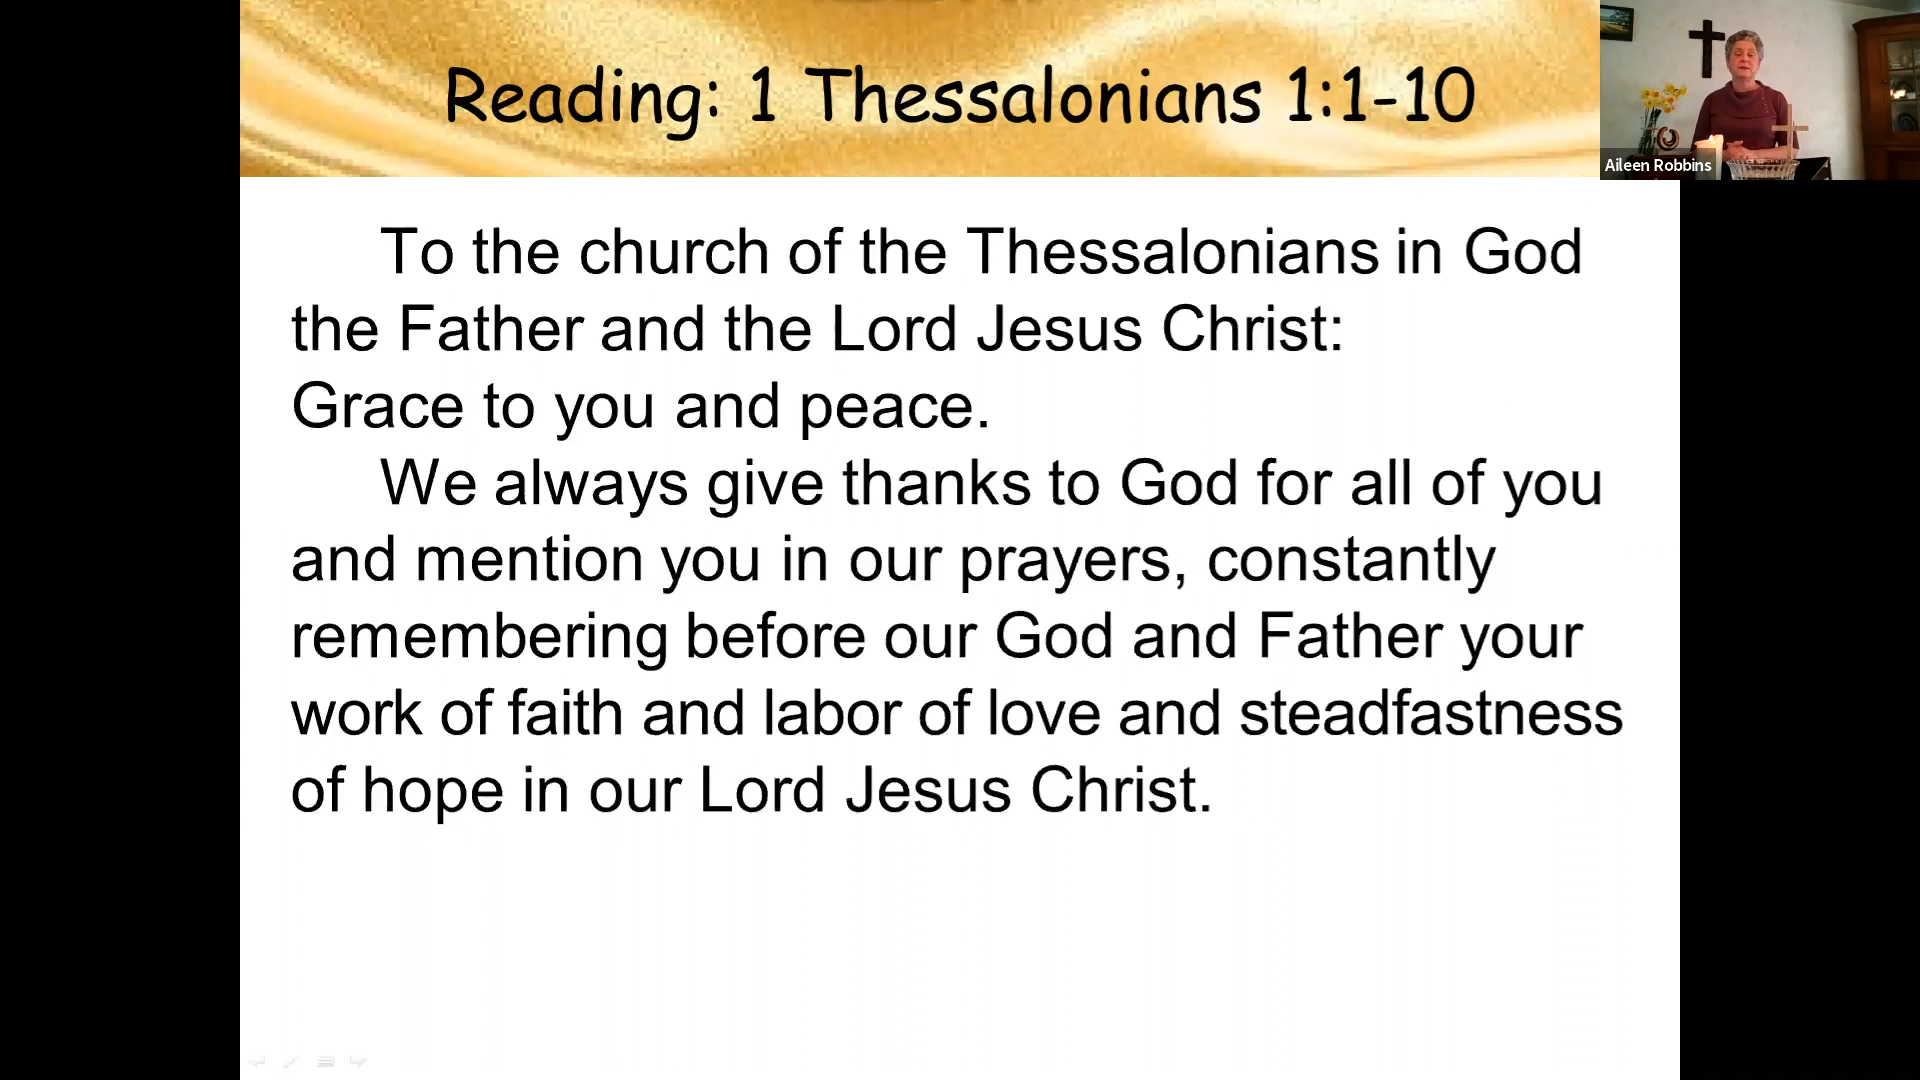 Reading: 1 Thessalonians 1:1-10
Aileen Robbins
To the church of the Thessalonians in God
the Father and the Lord Jesus Christ:
Grace to you and peace.
We always give thanks to God for all of you
and mention you in our prayers, constantly
remembering before our God and Father your
work of faith and labor of love and steadfastness
of hope in our Lord Jesus Christ.